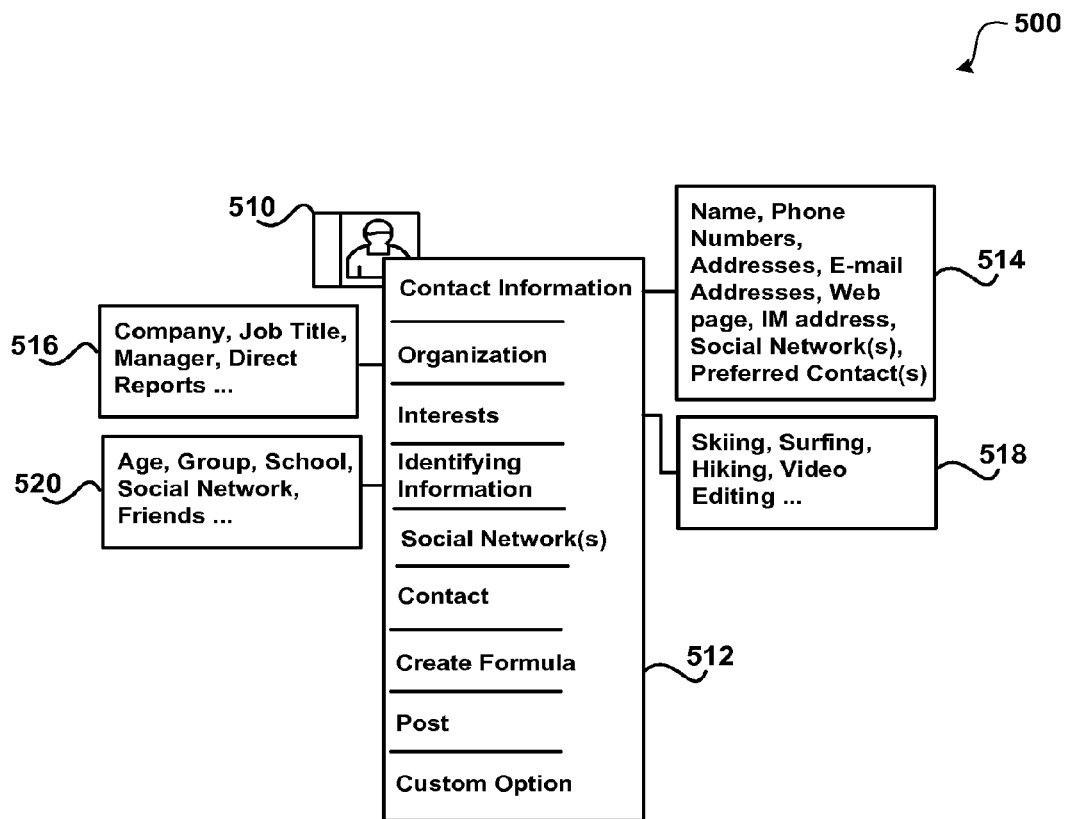 500
510
Name, Phone
Numbers,
Addresses, E-mail
Addresses, Web
page, IM address,
Social Network(s),
Preferred Contact(s)
514
Contact Information
516
Company, Job Title,
Manager, Direct
Reports ...
Organization
Interests
Skiing, Surfing,
Hiking, Video
Editing ...
518
520
Age, Group, School,
Social Network,
Friends ...
Identifying
Information
Social Network(s)
Contact
Create Formula
512
Post
Custom Option